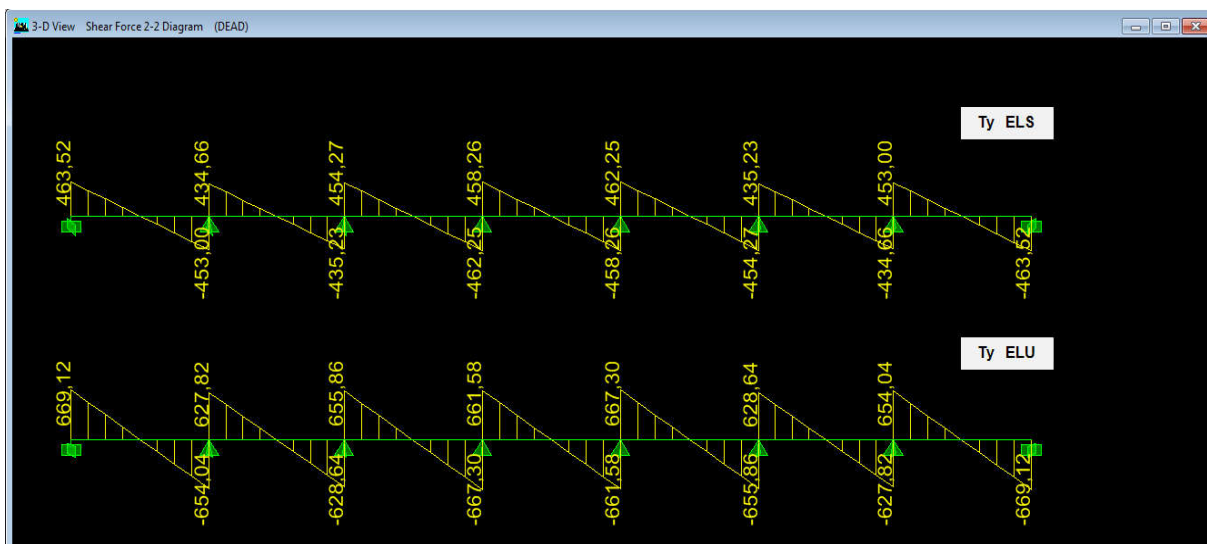 3-D View Shear Force 2-2 Diagram (DEAD)
Ty ELS
463,52 434,66 454,27 458,26 462,25 435,23 453,00
-453,00 -435,23 -462,25 -458,26 -454,27 -434,66 -463,52
Ty ELU
669,12 627,82 655,86 661,58 667,30 628,64 654,04
-654,04 -628,64 -667,30 -661,58 -655,86 -627,82 -669,12